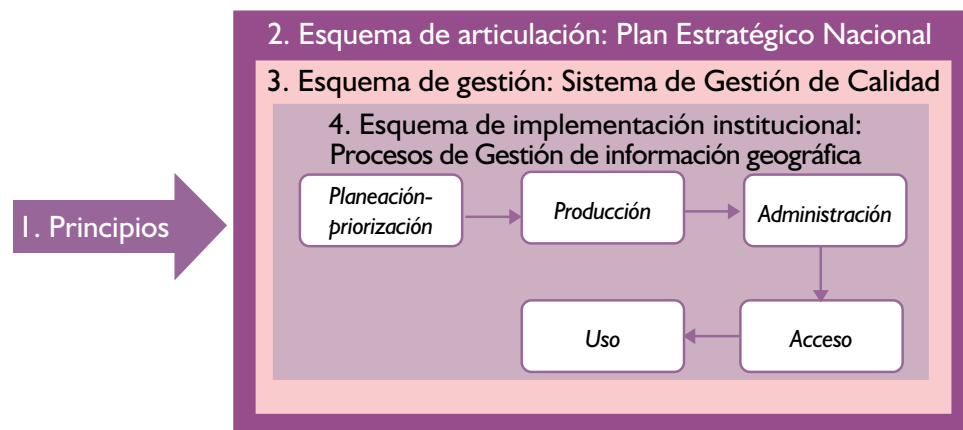 2. Esquema de articulación: Plan Estratégico Nacional
3. Esquema de gestión: Sistema de Gestión de Calidad
4. Esquema de implementación institucional:
Procesos de Gestión de información geográfica
1. Principios
Planeación-
priorización
Producción
Administración
Uso
Acceso